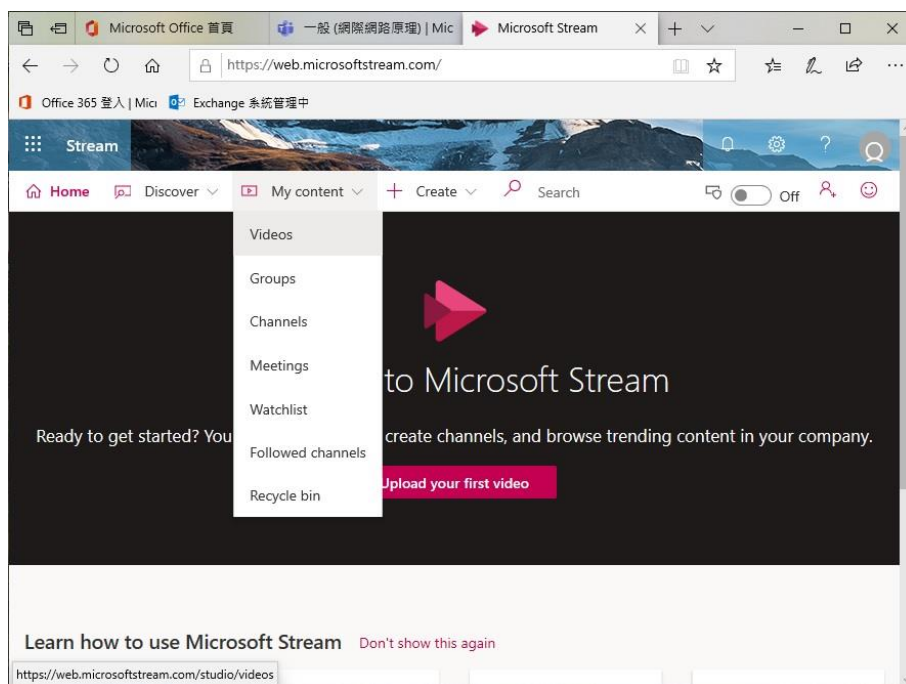 Microsoft Office 首頁
一般 (網際網路原理) | Mic
Microsoft Stream
https://web.microsoftstream.com/
Office 365 登入 | Micr
Exchange 系統管理中
Stream
Home
Discover
My content
Create
Search
Off
Videos
Groups
Channels
Meetings
Watchlist
Followed channels
Recycle bin
to Microsoft Stream
Ready to get started? You create channels, and browse trending content in your company.
Upload your first video
Learn how to use Microsoft Stream Don't show this again
https://web.microsoftstream.com/studio/videos